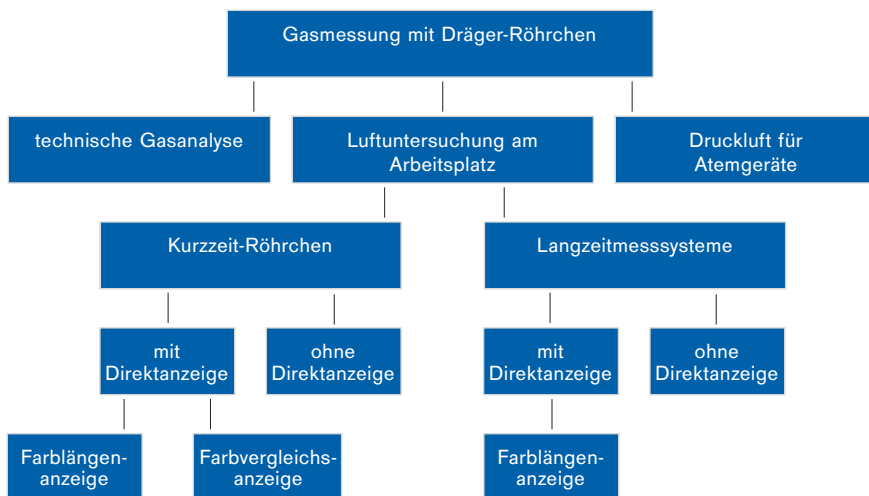 Gasmessung mit Dräger-Röhrchen
technische Gasanalyse
Luftuntersuchung am
Arbeitsplatz
Druckluft für
Atemgeräte
Kurzzeit-Röhrchen
Langzeitmesssysteme
mit
Direktanzeige
ohne
Direktanzeige
mit
Direktanzeige
ohne
Direktanzeige
Farblängen-
anzeige
Farbvergleichs-
anzeige
Farblängen-
anzeige